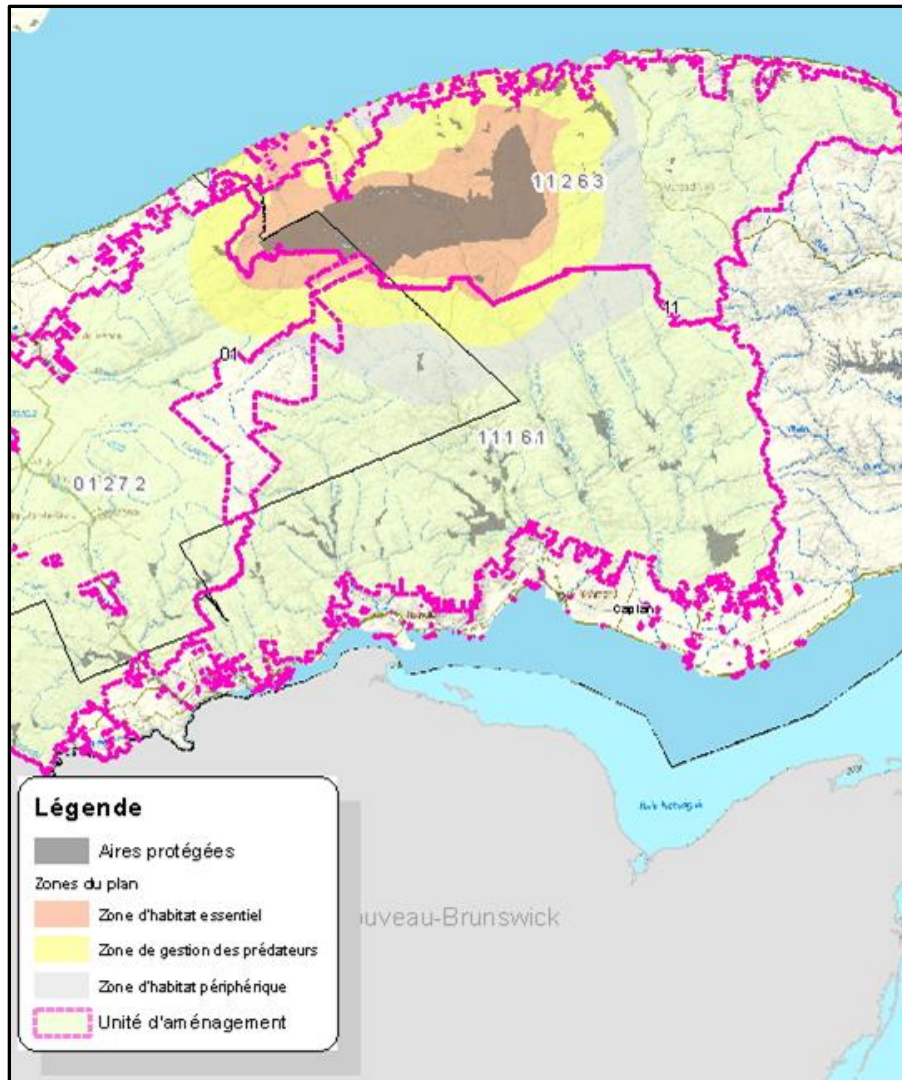 11263
01
11
11161
01272
Caplan
Légende
Aires protégées
Zones du plan
Zone d'habitat essentiel
Zone de gestion des prédateurs
Zone d'habitat périphérique
Unité d'aménagement
ouveau-Brunswick